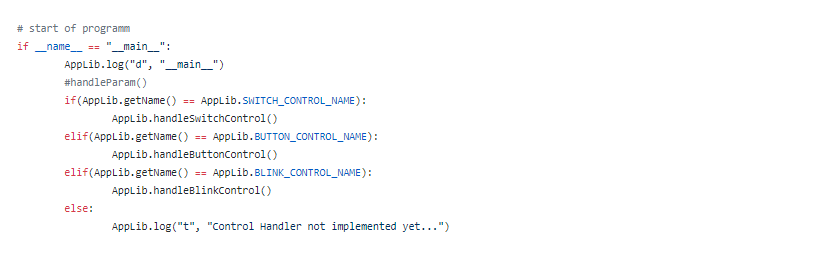 # start of programm
if __name__ == "__main__":
        AppLib.log("d", "__main__")
        #handleParam()
        if(AppLib.getName() == AppLib.SWITCH_CONTROL_NAME):
                AppLib.handleSwitchControl()
        elif(AppLib.getName() == AppLib.BUTTON_CONTROL_NAME):
                AppLib.handleButtonControl()
        elif(AppLib.getName() == AppLib.BLINK_CONTROL_NAME):
                AppLib.handleBlinkControl()
        else:
                AppLib.log("t", "Control Handler not implemented yet...")